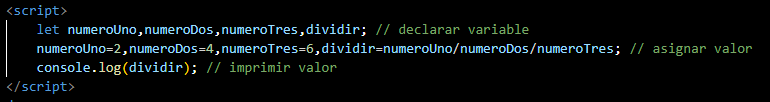 <script>
let numeroUno,numeroDos,numeroTres,dividir; // declarar variable
numeroUno=2,numeroDos=4,numeroTres=6,dividir=numeroUno/numeroDos/numeroTres; // asignar valor
console.log(dividir); // imprimir valor
</script>